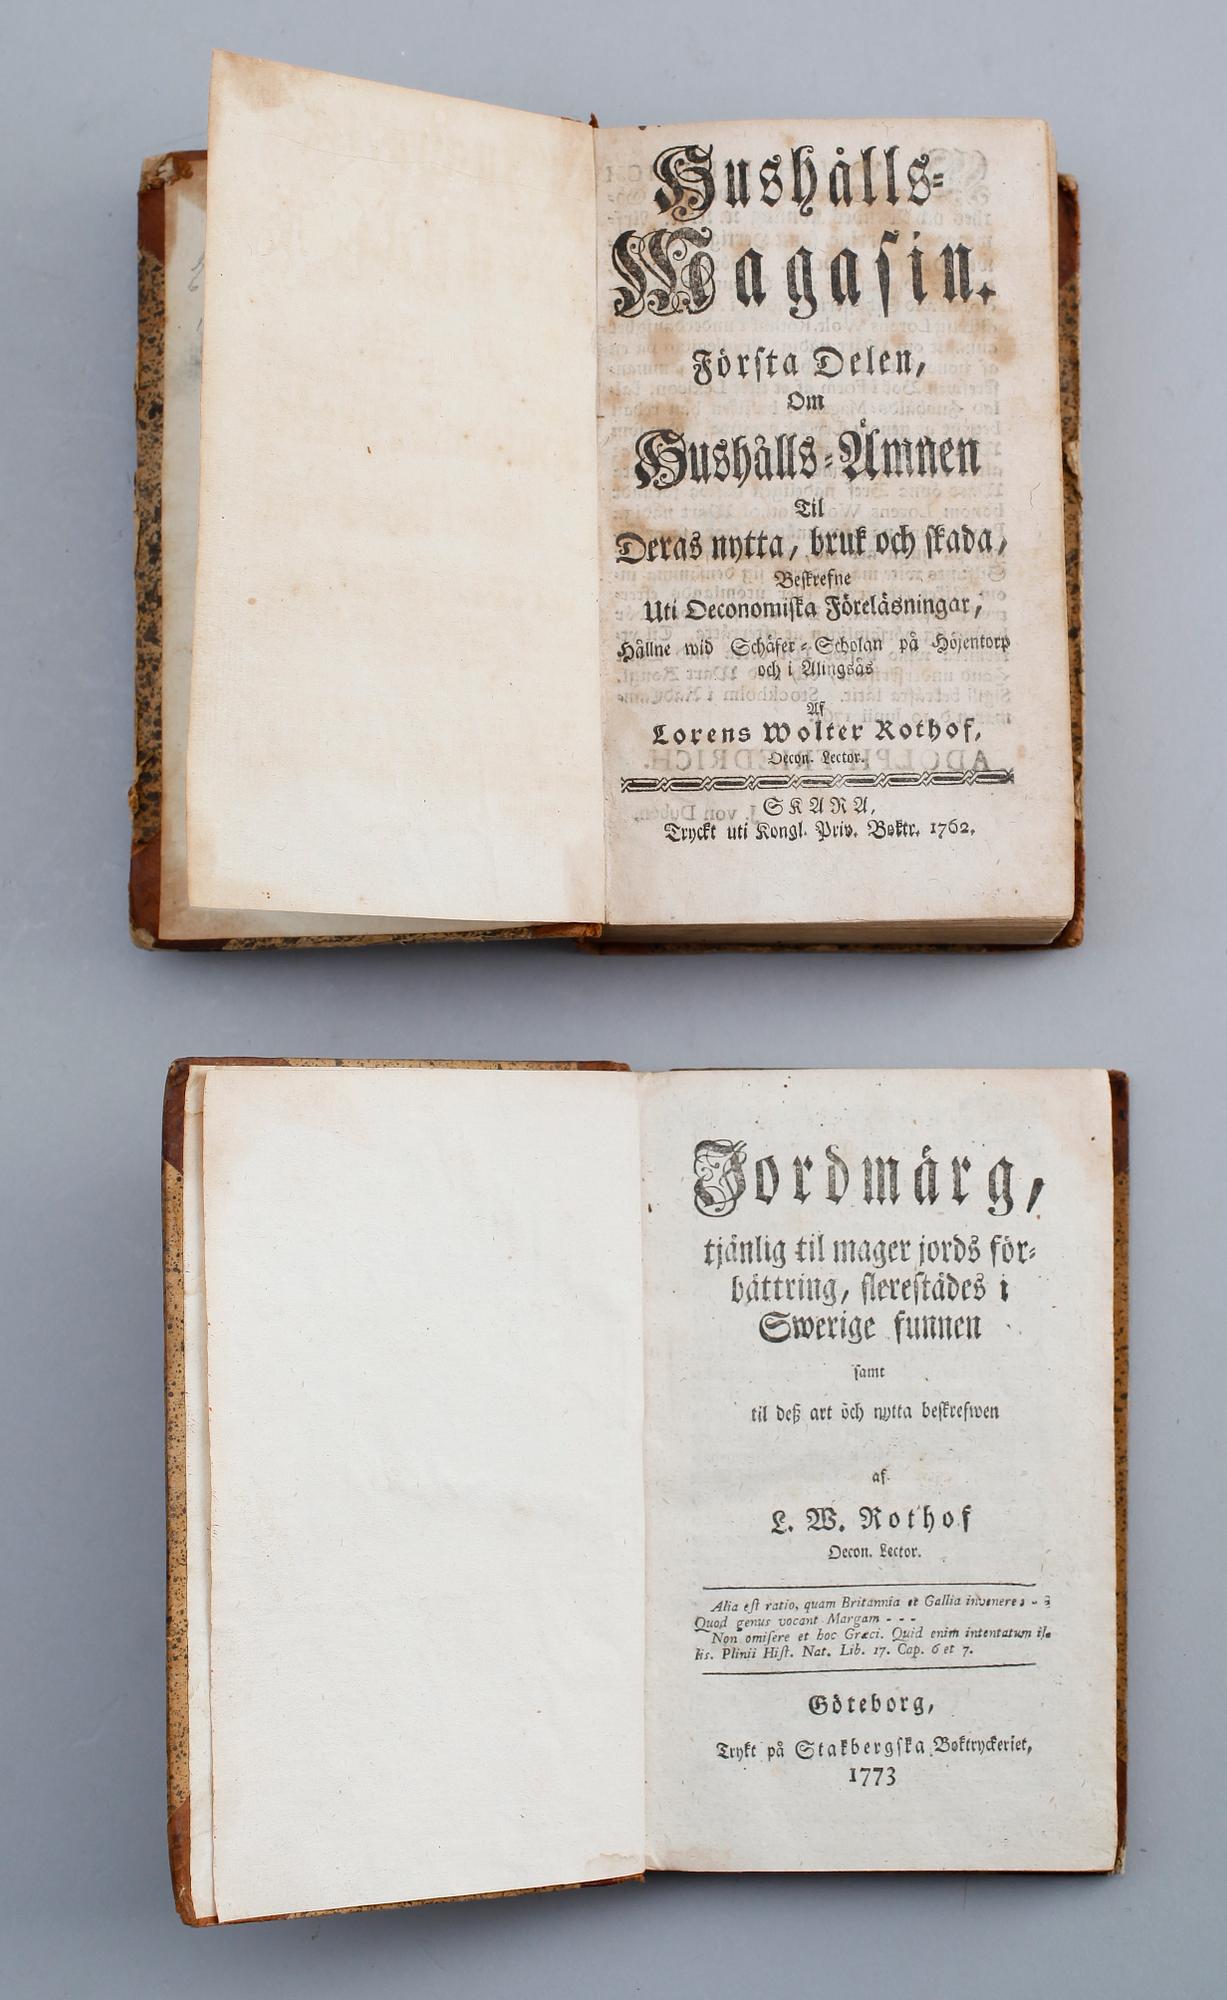 Hushålls-
Magasin.
Första Delen,
Om
Hushålls-Ämnen
Til
Deras nytta, bruk och skada,
Beskrefne
Uti Oeconomiska Föreläsningar,
Hållne wid Schäfer-Scholan på Höjentorp
och i Alingsås
Af
Lorens Wolter Rothof,
Oecon. Lector.
SKARA,
Tryckt uti Kongl. Priv. Boktr. 1762.
Jordmärg,
tjänlig til mager jords för-
bättring, flerestädes i
Swerige funnen
samt
til deß art och nytta beskrefwen
af
L. W. Rothof
Oecon. Lector.
Alia est ratio, quam Britannia et Gallia invenere - -
Quod genus vocant Margam - - -
Non omisere et hoc Græci. Quid enim intentatum il-
lis. Plinii Hist. Nat. Lib. 17. Cap. 6 et 7.
Göteborg,
Trykt på Stakbergska Boktryckeriet,
1773